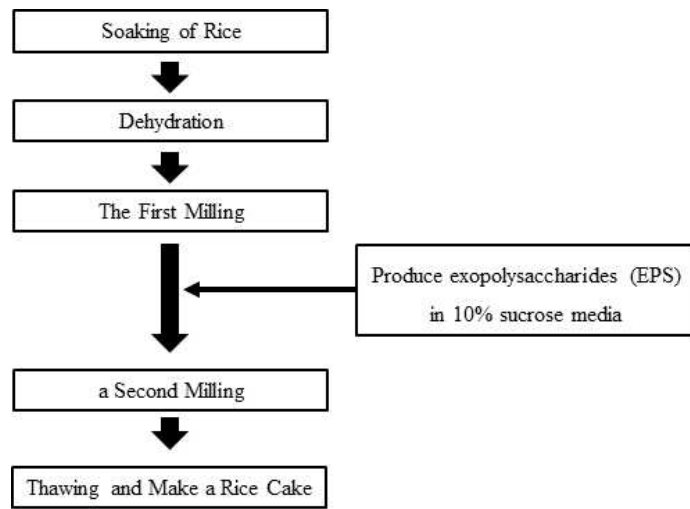 Soaking of Rice
Dehydration
The First Milling
Produce exopolysaccharides (EPS)
in 10% sucrose media
a Second Milling
Thawing and Make a Rice Cake